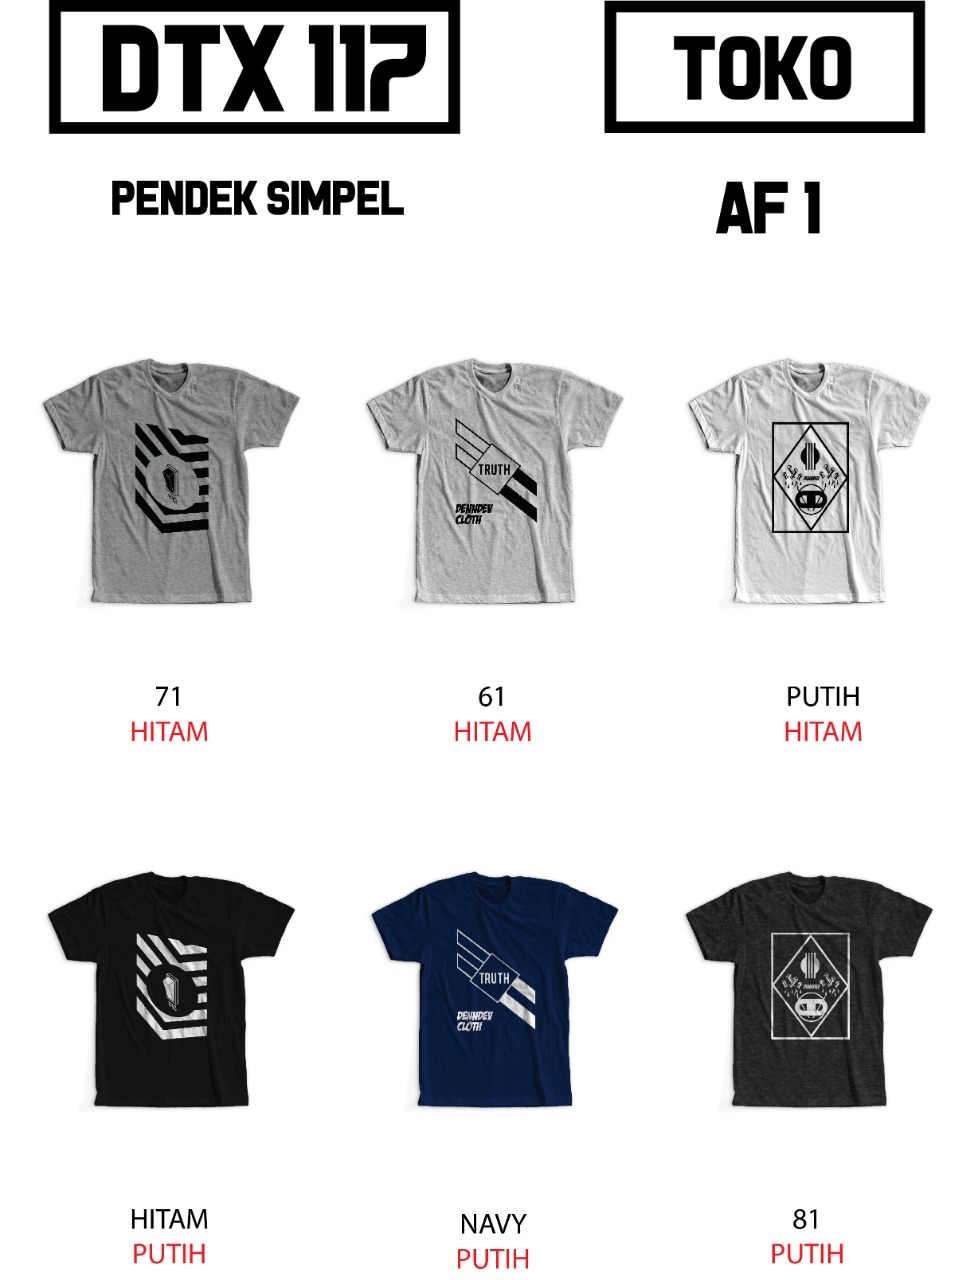 DTX 117
TOKO
PENDEK SIMPEL
AF 1
TRUTH
DENNDEV
CLOTH
71
HITAM
61
HITAM
PUTIH
HITAM
TRUTH
DENNDEV
CLOTH
HITAM
PUTIH
NAVY
PUTIH
81
PUTIH